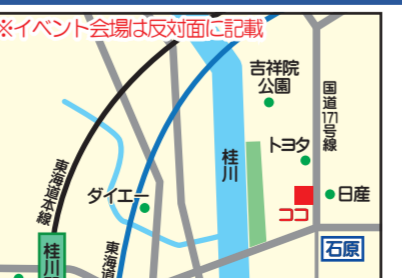 ※イベント会場は反対面に記載
吉祥院
公園
国道171号線
トヨタ
桂川
東海道本線
ダイエー
日産
ココ
桂川
東海道
石原